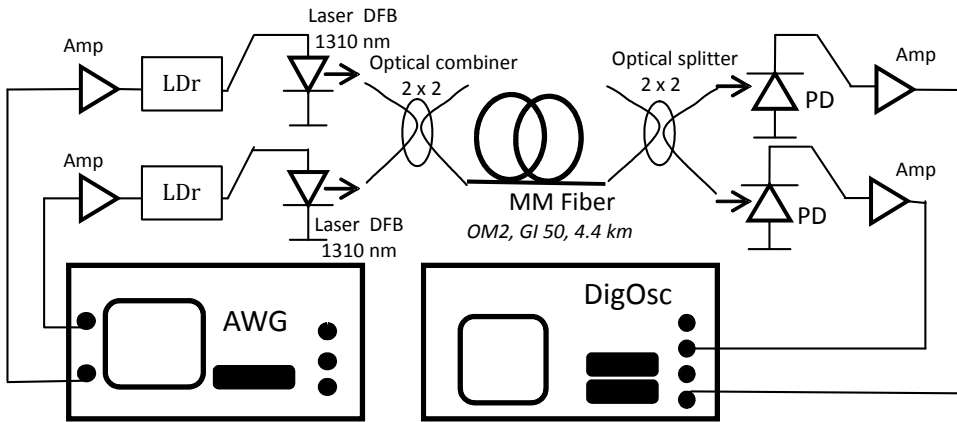 Laser DFB
1310 nm
Amp
LDr
Optical combiner
2 x 2
Optical splitter
2 x 2
Amp
PD
Amp
LDr
Laser DFB
1310 nm
MM Fiber
OM2, GI 50, 4.4 km
PD
Amp
AWG
DigOsc